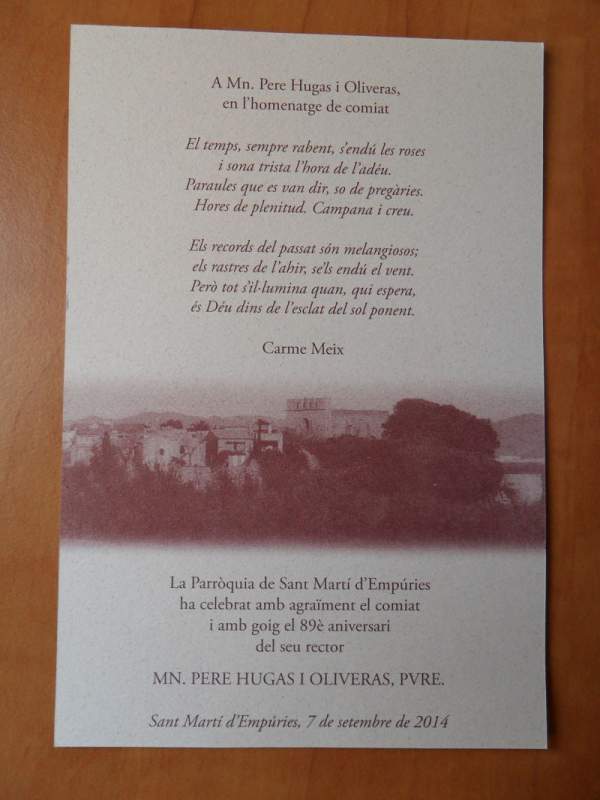 A Mn. Pere Hugas i Oliveras,
en l'homenatge de comiat
El temps, sempre rabent, s'endú les roses
i sona trista l'hora de l'adéu.
Paraules que es van dir, so de pregàries.
Hores de plenitud. Campana i creu.
Els records del passat són melangiosos;
els rastres de l'ahir, se'ls endú el vent.
Però tot s'il·lumina quan, qui espera,
és Déu dins de l'esclat del sol ponent.
Carme Meix
La Parròquia de Sant Martí d'Empúries
ha celebrat amb agraïment el comiat
i amb goig el 89è aniversari
del seu rector
MN. PERE HUGAS I OLIVERAS, PVRE.
Sant Martí d'Empúries, 7 de setembre de 2014